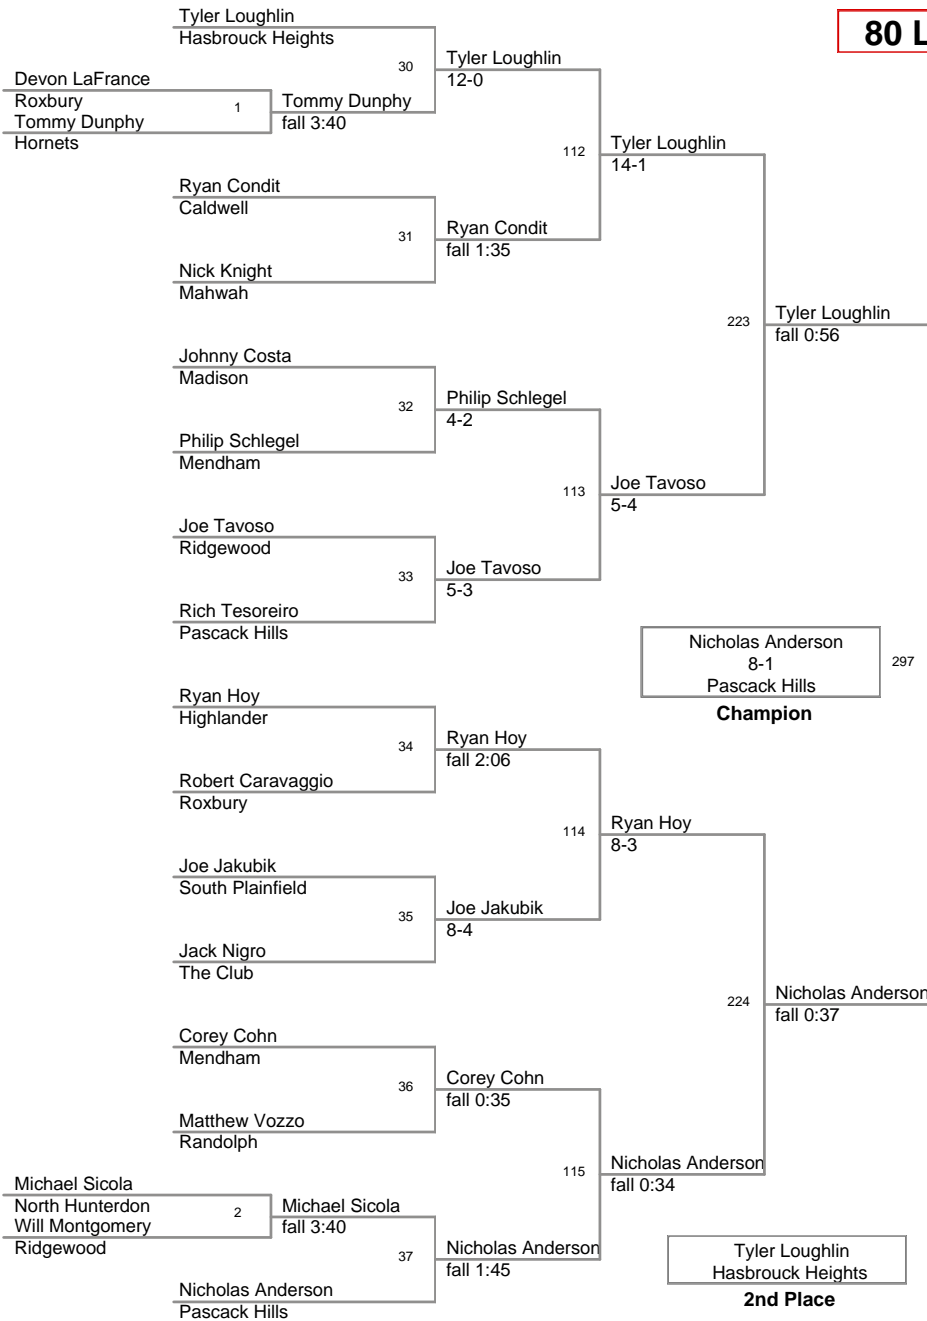 Tyler Loughlin
Hasbrouck Heights
80 L
30
Tyler Loughlin
12-0
Devon LaFrance
Roxbury
1
Tommy Dunphy
fall 3:40
Tommy Dunphy
Hornets
112
Tyler Loughlin
14-1
Ryan Condit
Caldwell
31
Ryan Condit
fall 1:35
Nick Knight
Mahwah
223
Tyler Loughlin
fall 0:56
Johnny Costa
Madison
32
Philip Schlegel
4-2
Philip Schlegel
Mendham
113
Joe Tavoso
5-4
Joe Tavoso
Ridgewood
33
Joe Tavoso
5-3
Rich Tesoreiro
Pascack Hills
Nicholas Anderson
8-1
Pascack Hills
297
Champion
Ryan Hoy
Highlander
34
Ryan Hoy
fall 2:06
Robert Caravaggio
Roxbury
114
Ryan Hoy
8-3
Joe Jakubik
South Plainfield
35
Joe Jakubik
8-4
Jack Nigro
The Club
224
Nicholas Anderson
fall 0:37
Corey Cohn
Mendham
36
Corey Cohn
fall 0:35
Matthew Vozzo
Randolph
115
Nicholas Anderson
fall 0:34
Michael Sicola
North Hunterdon
2
Michael Sicola
fall 3:40
Will Montgomery
Ridgewood
37
Nicholas Anderson
fall 1:45
Nicholas Anderson
Pascack Hills
Tyler Loughlin
Hasbrouck Heights
2nd Place